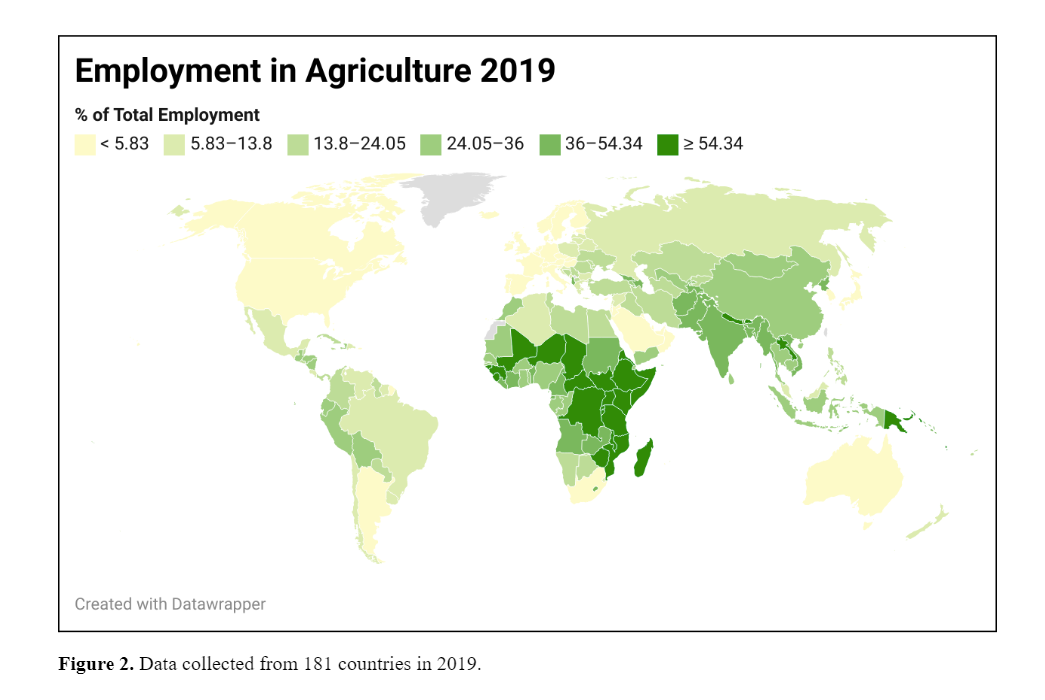 Employment in Agriculture 2019
% of Total Employment
< 5.83 5.83–13.8 13.8–24.05 24.05–36 36–54.34 ≥ 54.34
Created with Datawrapper
Figure 2. Data collected from 181 countries in 2019.